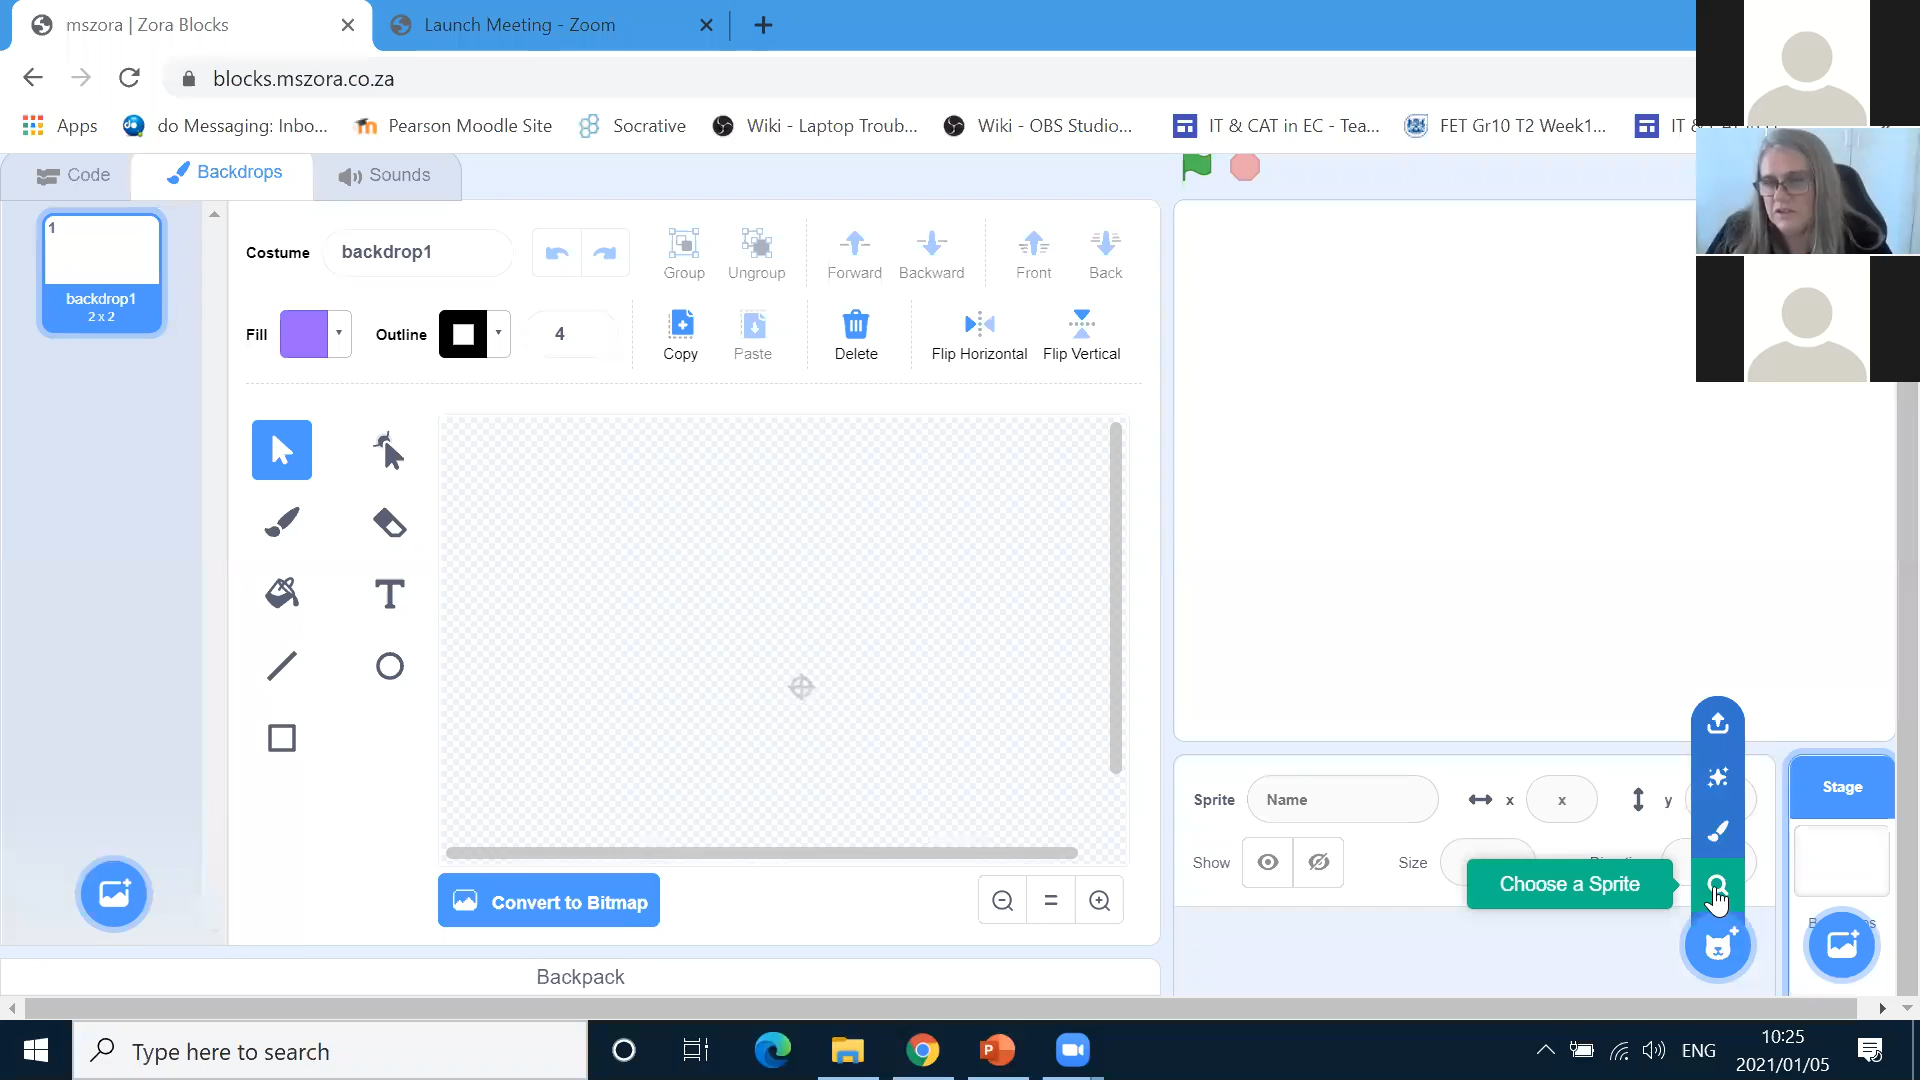 mszora | Zora Blocks
Launch Meeting - Zoom
blocks.mszora.co.za
Apps
do Messaging: Inbo...
Pearson Moodle Site
Socrative
Wiki - Laptop Troub...
Wiki - OBS Studio...
IT & CAT in EC - Tea...
FET Gr10 T2 Week1...
Code
Backdrops
Sounds
1
backdrop1
2 x 2
Costume
backdrop1
Group
Ungroup
Forward
Backward
Front
Back
Fill
Outline
4
Copy
Paste
Delete
Flip Horizontal
Flip Vertical
T
Convert to Bitmap
Backpack
Sprite
Name
x
x
y
Show
Size
Choose a Sprite
Stage
Type here to search
ENG
10:25
2021/01/05